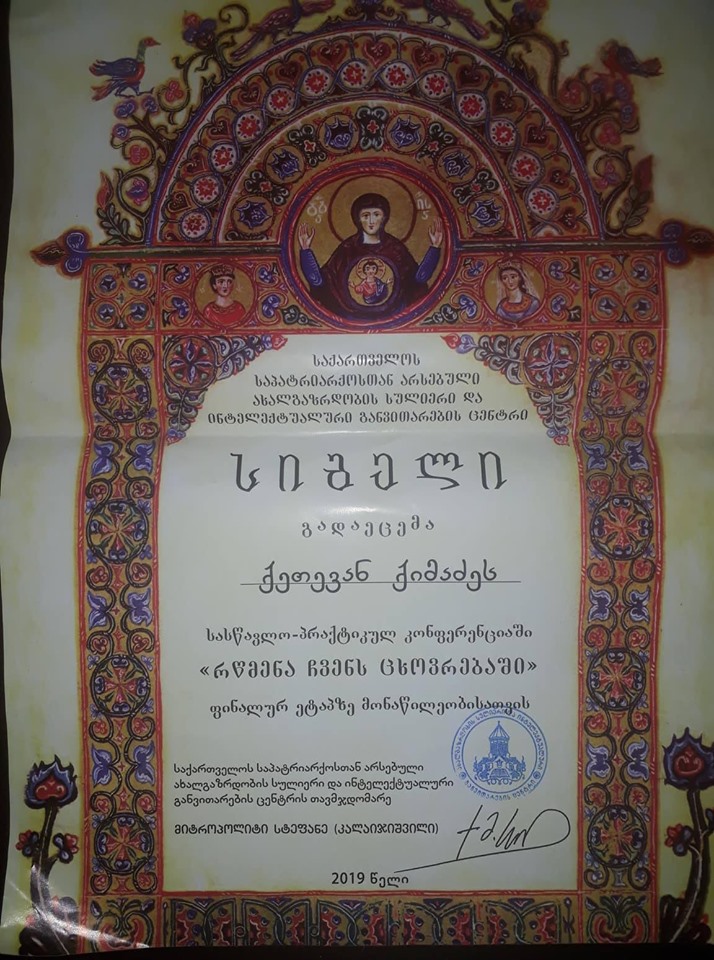 საქართველოს
საპატრიარქოსთან არსებული
ახალგაზრდობის სულიერი და
ინტელექტუალური განვითარების ცენტრი
სიგელი
გადაეცემა
ქეთევან ქიმაძეს
სასწავლო-პრაქტიკულ კონფერენციაში
«რწმენა ჩვენს ცხოვრებაში»
ფინალურ ეტაპზე მონაწილეობისათვის
საქართველოს საპატრიარქოსთან არსებული
ახალგაზრდობის სულიერი და ინტელექტუალური
განვითარების ცენტრის თავმჯდომარე
მიტროპოლიტი სტეფანე (კალაიჯიშვილი)
2019 წელი